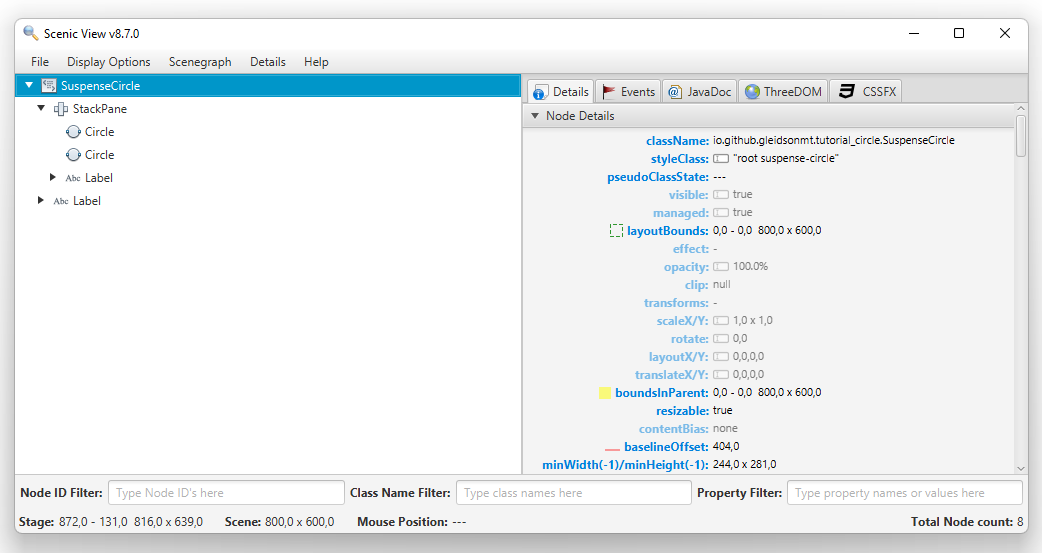 Scenic View v8.7.0
File Display Options Scenegraph Details Help
SuspenseCircle
StackPane
Circle
Circle
Abc Label
Abc Label
Details Events JavaDoc ThreeDOM CSSFX
Node Details
className: io.github.gleidsonmt.tutorial_circle.SuspenseCircle
styleClass: "root suspense-circle"
pseudoClassState: ---
visible: true
managed: true
layoutBounds: 0,0 - 0,0 800,0 x 600,0
effect: -
opacity: 100.0%
clip: null
transforms: -
scaleX/Y: 1,0 x 1,0
rotate: 0,0
layoutX/Y: 0,0,0,0
translateX/Y: 0,0,0,0
boundsInParent: 0,0 - 0,0 800,0 x 600,0
resizable: true
contentBias: none
baselineOffset: 404,0
minWidth(-1)/minHeight(-1): 244,0 x 281,0
Node ID Filter: Type Node ID's here Class Name Filter: Type class names here Property Filter: Type property names or values here
Stage: 872,0 - 131,0 816,0 x 639,0 Scene: 800,0 x 600,0 Mouse Position: --- Total Node count: 8